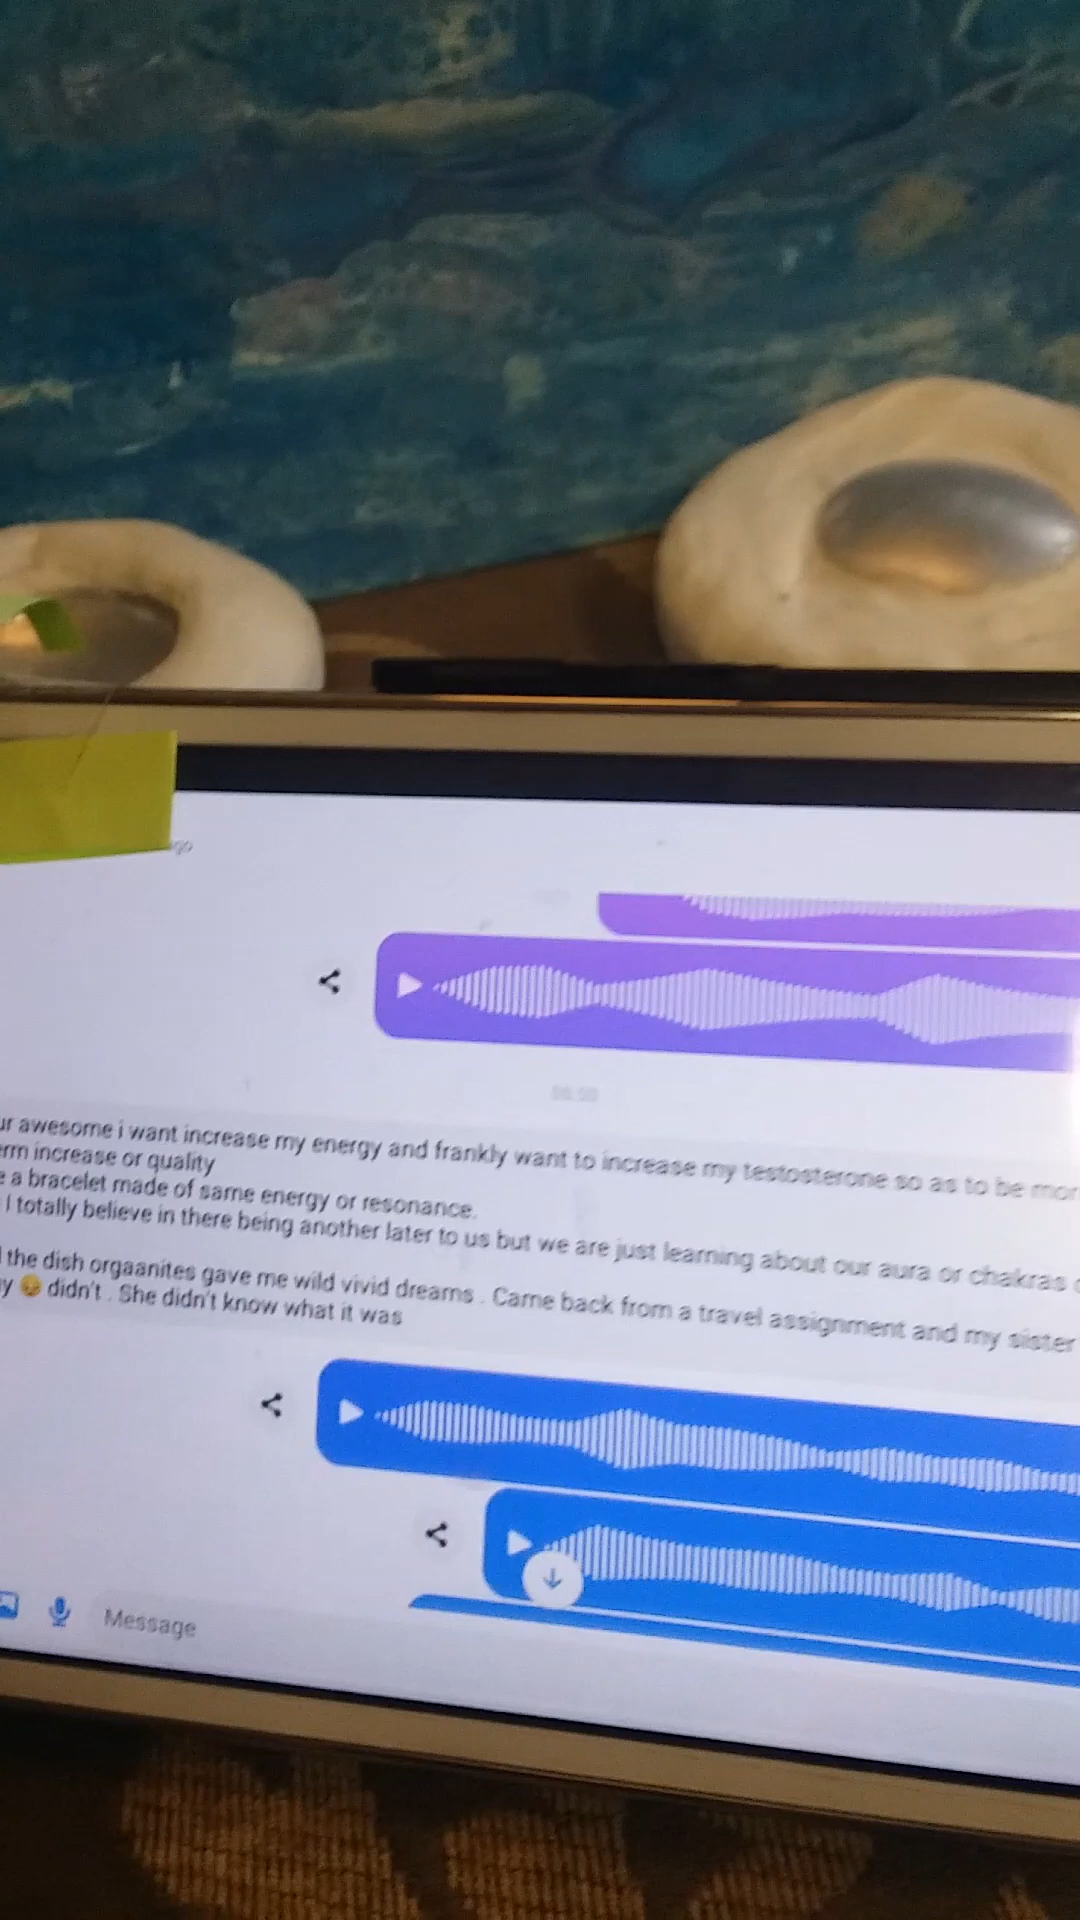 go
ur awesome i want increase my energy and frankly want to increase my testosterone so as to be mor
erm increase or quality
e a bracelet made of same energy or resonance.
I totally believe in there being another later to us but we are just learning about our aura or chakras
the dish orgaanites gave me wild vivid dreams . Came back from a travel assignment and my sister
y 😔 didn't . She didn't know what it was
Message